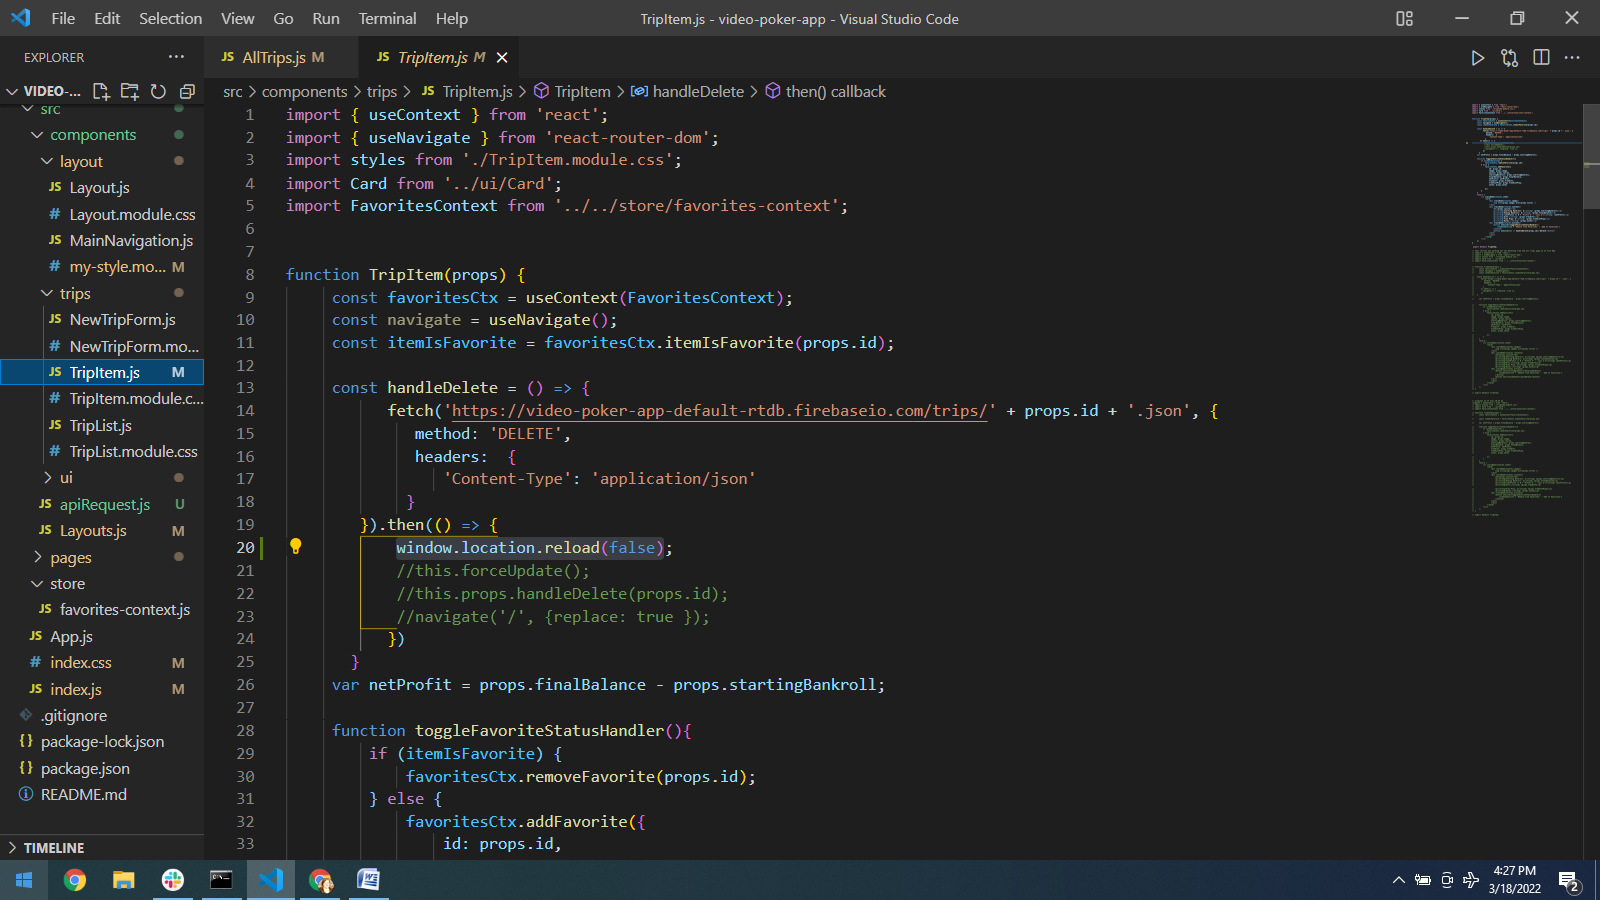 File Edit Selection View Go Run Terminal Help
TripItem.js - video-poker-app - Visual Studio Code
EXPLORER
VIDEO-...
src
components
layout
JS Layout.js
# Layout.module.css
JS MainNavigation.js
# my-style.mo... M
trips
JS NewTripForm.js
# NewTripForm.mo...
JS TripItem.js M
# TripItem.module.c...
JS TripList.js
# TripList.module.css
ui
JS apiRequest.js U
JS Layouts.js M
pages
store
JS favorites-context.js
JS App.js
# index.css M
JS index.js M
.gitignore
{} package-lock.json
{} package.json
README.md
TIMELINE
JS AllTrips.js M
JS TripItem.js M
src > components > trips > JS TripItem.js > TripItem > handleDelete > then() callback
1 import { useContext } from 'react';
2 import { useNavigate } from 'react-router-dom';
3 import styles from './TripItem.module.css';
4 import Card from '../ui/Card';
5 import FavoritesContext from '../../store/favorites-context';
6
7
8 function TripItem(props) {
9 const favoritesCtx = useContext(FavoritesContext);
10 const navigate = useNavigate();
11 const itemIsFavorite = favoritesCtx.itemIsFavorite(props.id);
12
13 const handleDelete = () => {
14 fetch('https://video-poker-app-default-rtdb.firebaseio.com/trips/' + props.id + '.json', {
15 method: 'DELETE',
16 headers: {
17 'Content-Type': 'application/json'
18 }
19 }).then(() => {
20 window.location.reload(false);
21 //this.forceUpdate();
22 //this.props.handleDelete(props.id);
23 //navigate('/', {replace: true });
24 })
25 }
26 var netProfit = props.finalBalance - props.startingBankroll;
27
28 function toggleFavoriteStatusHandler(){
29 if (itemIsFavorite) {
30 favoritesCtx.removeFavorite(props.id);
31 } else {
32 favoritesCtx.addFavorite({
33 id: props.id,
4:27 PM
3/18/2022
2